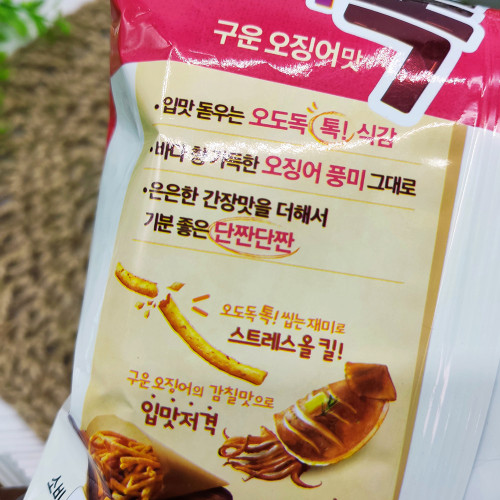 구운 오징어맛
• 입맛 돋우는 오도독 톡! 식감
• 바다 향 가득한 오징어 풍미 그대로
• 은은한 간장맛을 더해서
기분 좋은 단짠단짠
오도독 톡! 씹는 재미로
스트레스 올 킬!
구운 오징어의 감칠맛으로
입맛저격